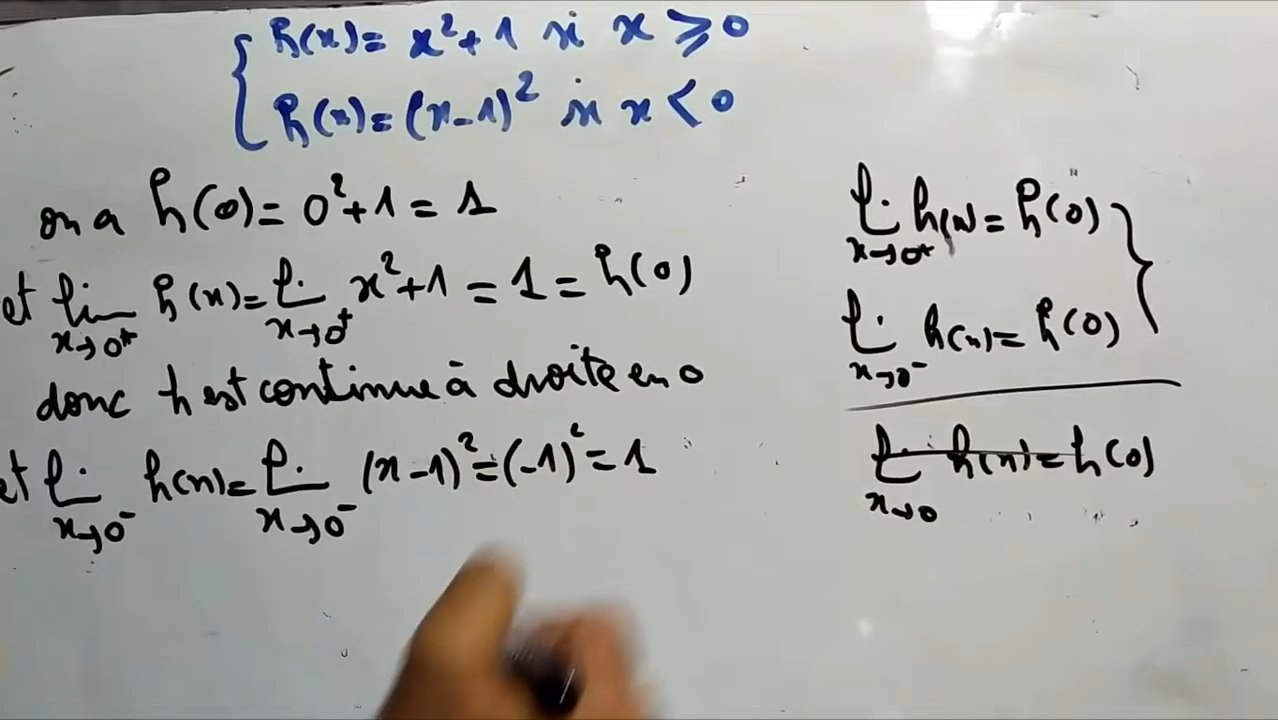 h(x) = x² + 1 si x ≥ 0
h(x) = (x - 1)² si x < 0
on a h(0) = 0² + 1 = 1
et lim h(x) = lim x² + 1 = 1 = h(0)
x→0⁺ x→0⁺
donc h est continue à droite en 0
et lim h(x) = lim (x - 1)² = (-1)² = 1
x→0⁻ x→0⁻
lim h(x) = h(0)
x→0⁺
lim h(x) = h(0)
x→0⁻
lim h(x) = h(0)
x→0